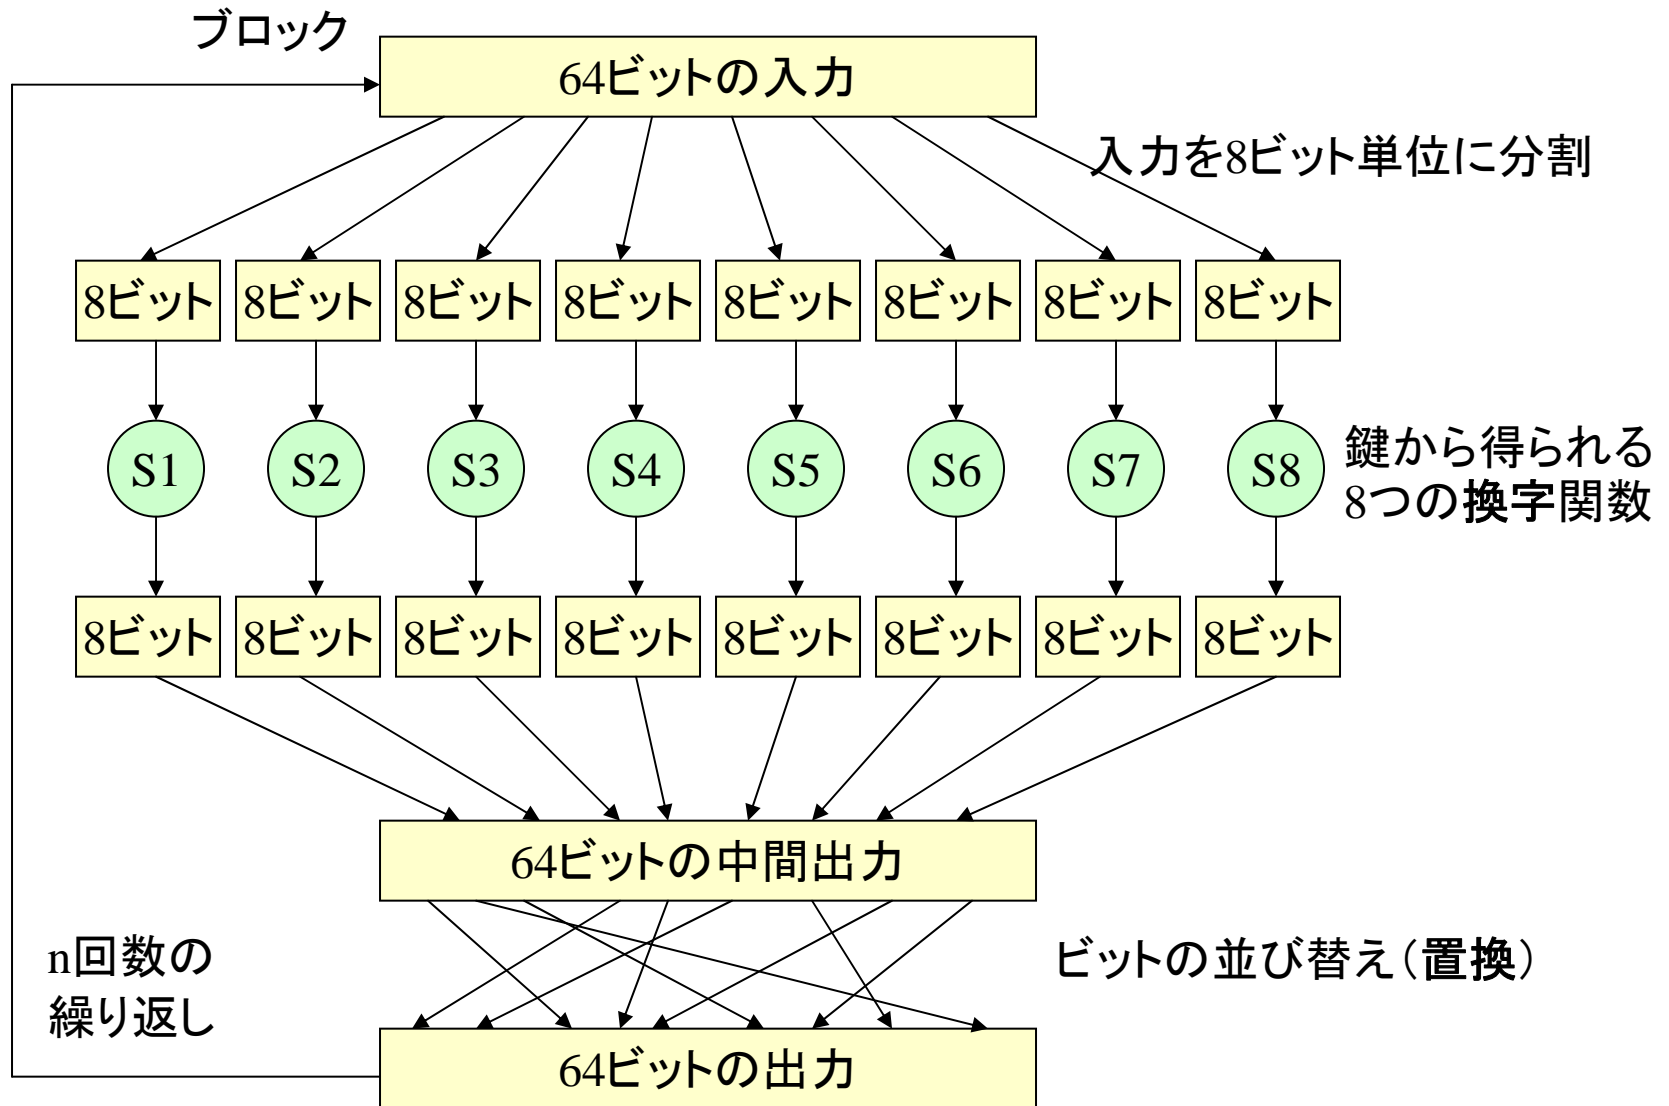 ブロック
64ビットの入力
入力を8ビット単位に分割
8ビット 8ビット 8ビット 8ビット 8ビット 8ビット 8ビット 8ビット
S1 S2 S3 S4 S5 S6 S7 S8
鍵から得られる
8つの換字関数
8ビット 8ビット 8ビット 8ビット 8ビット 8ビット 8ビット 8ビット
64ビットの中間出力
n回数の
繰り返し
ビットの並び替え（置換）
64ビットの出力